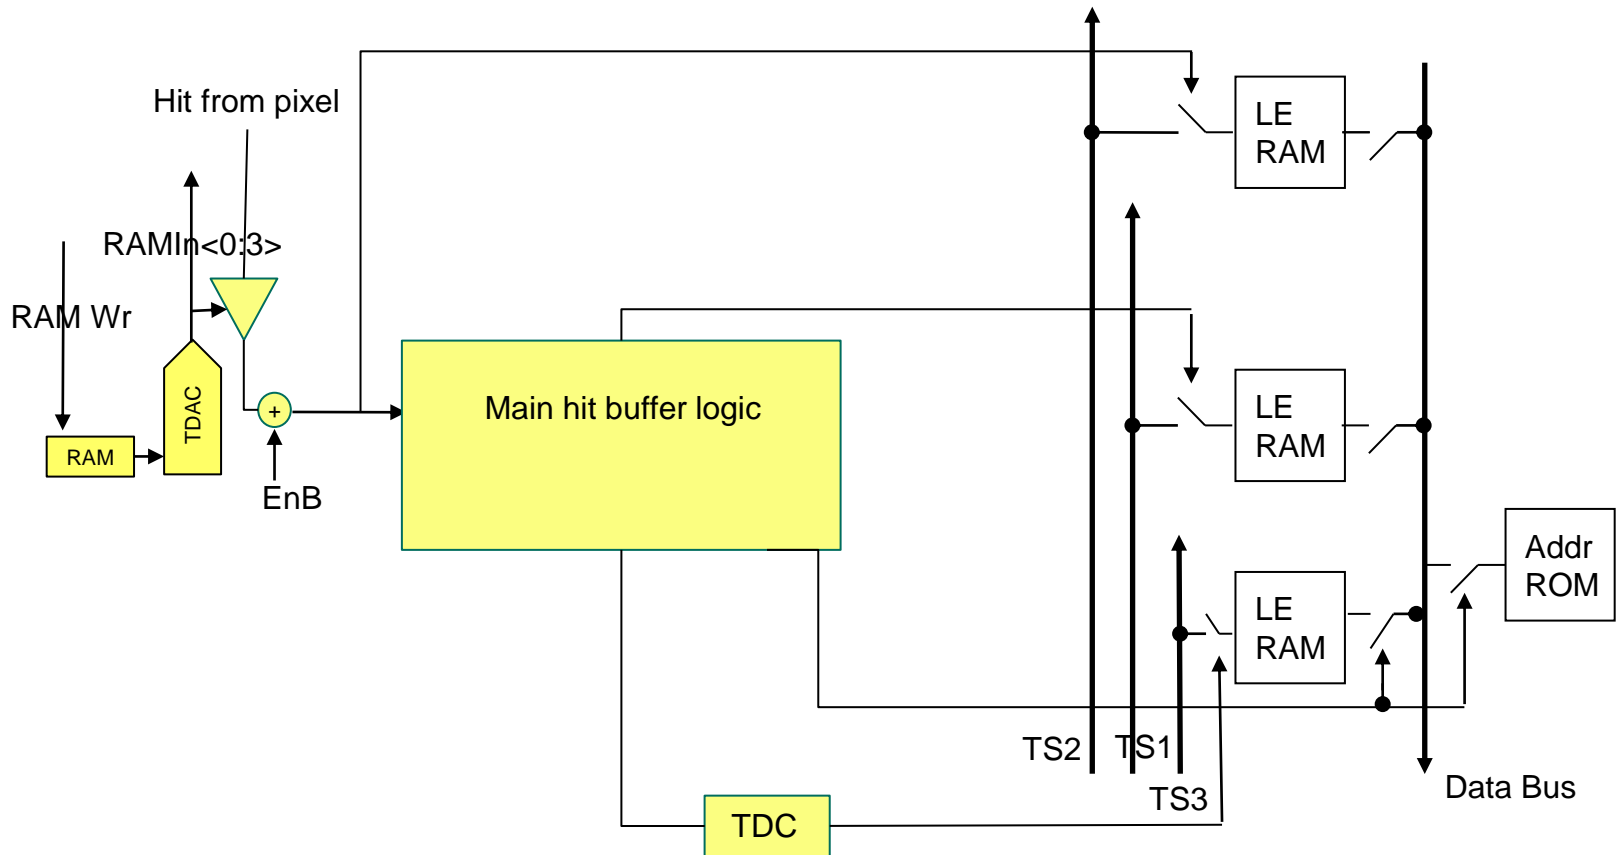 Hit from pixel
LE
RAM
RAMIn<0:3>
RAM Wr
TDAC
Main hit buffer logic
LE
RAM
+
RAM
EnB
Addr
ROM
LE
RAM
TS2
TS1
TS3
Data Bus
TDC